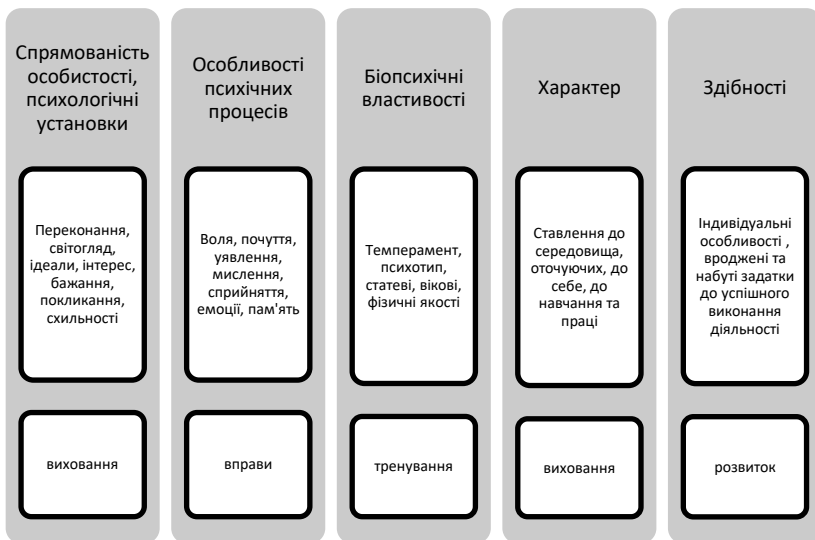 Спрямованість
особистості,
психологічні
установки
Переконання,
світогляд,
ідеали, інтерес,
бажання,
покликання,
схильності
виховання
Особливості
психічних
процесів
Воля, почуття,
уявлення,
мислення,
сприйняття,
емоції, пам'ять
вправи
Біопсихічні
властивості
Темперамент,
психотип,
статеві, вікові,
фізичні якості
тренування
Характер
Ставлення до
середовища,
оточуючих, до
себе, до
навчання та
праці
виховання
Здібності
Індивідуальні
особливості ,
вроджені та
набуті задатки
до успішного
виконання
діяльності
розвиток